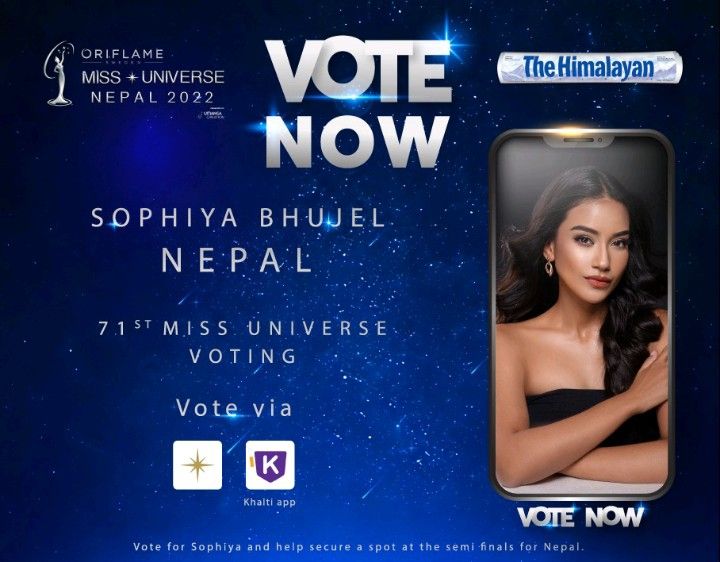 ORIFLAME
SWEDEN
MISS UNIVERSE
NEPAL 2022
VOTE
NOW
The Himalayan
SOPHIYA BHUJEL
NEPAL
71ST MISS UNIVERSE
VOTING
Vote via
K
Khalti app
VOTE NOW
Vote for Sophiya and help secure a spot at the semi finals for Nepal.